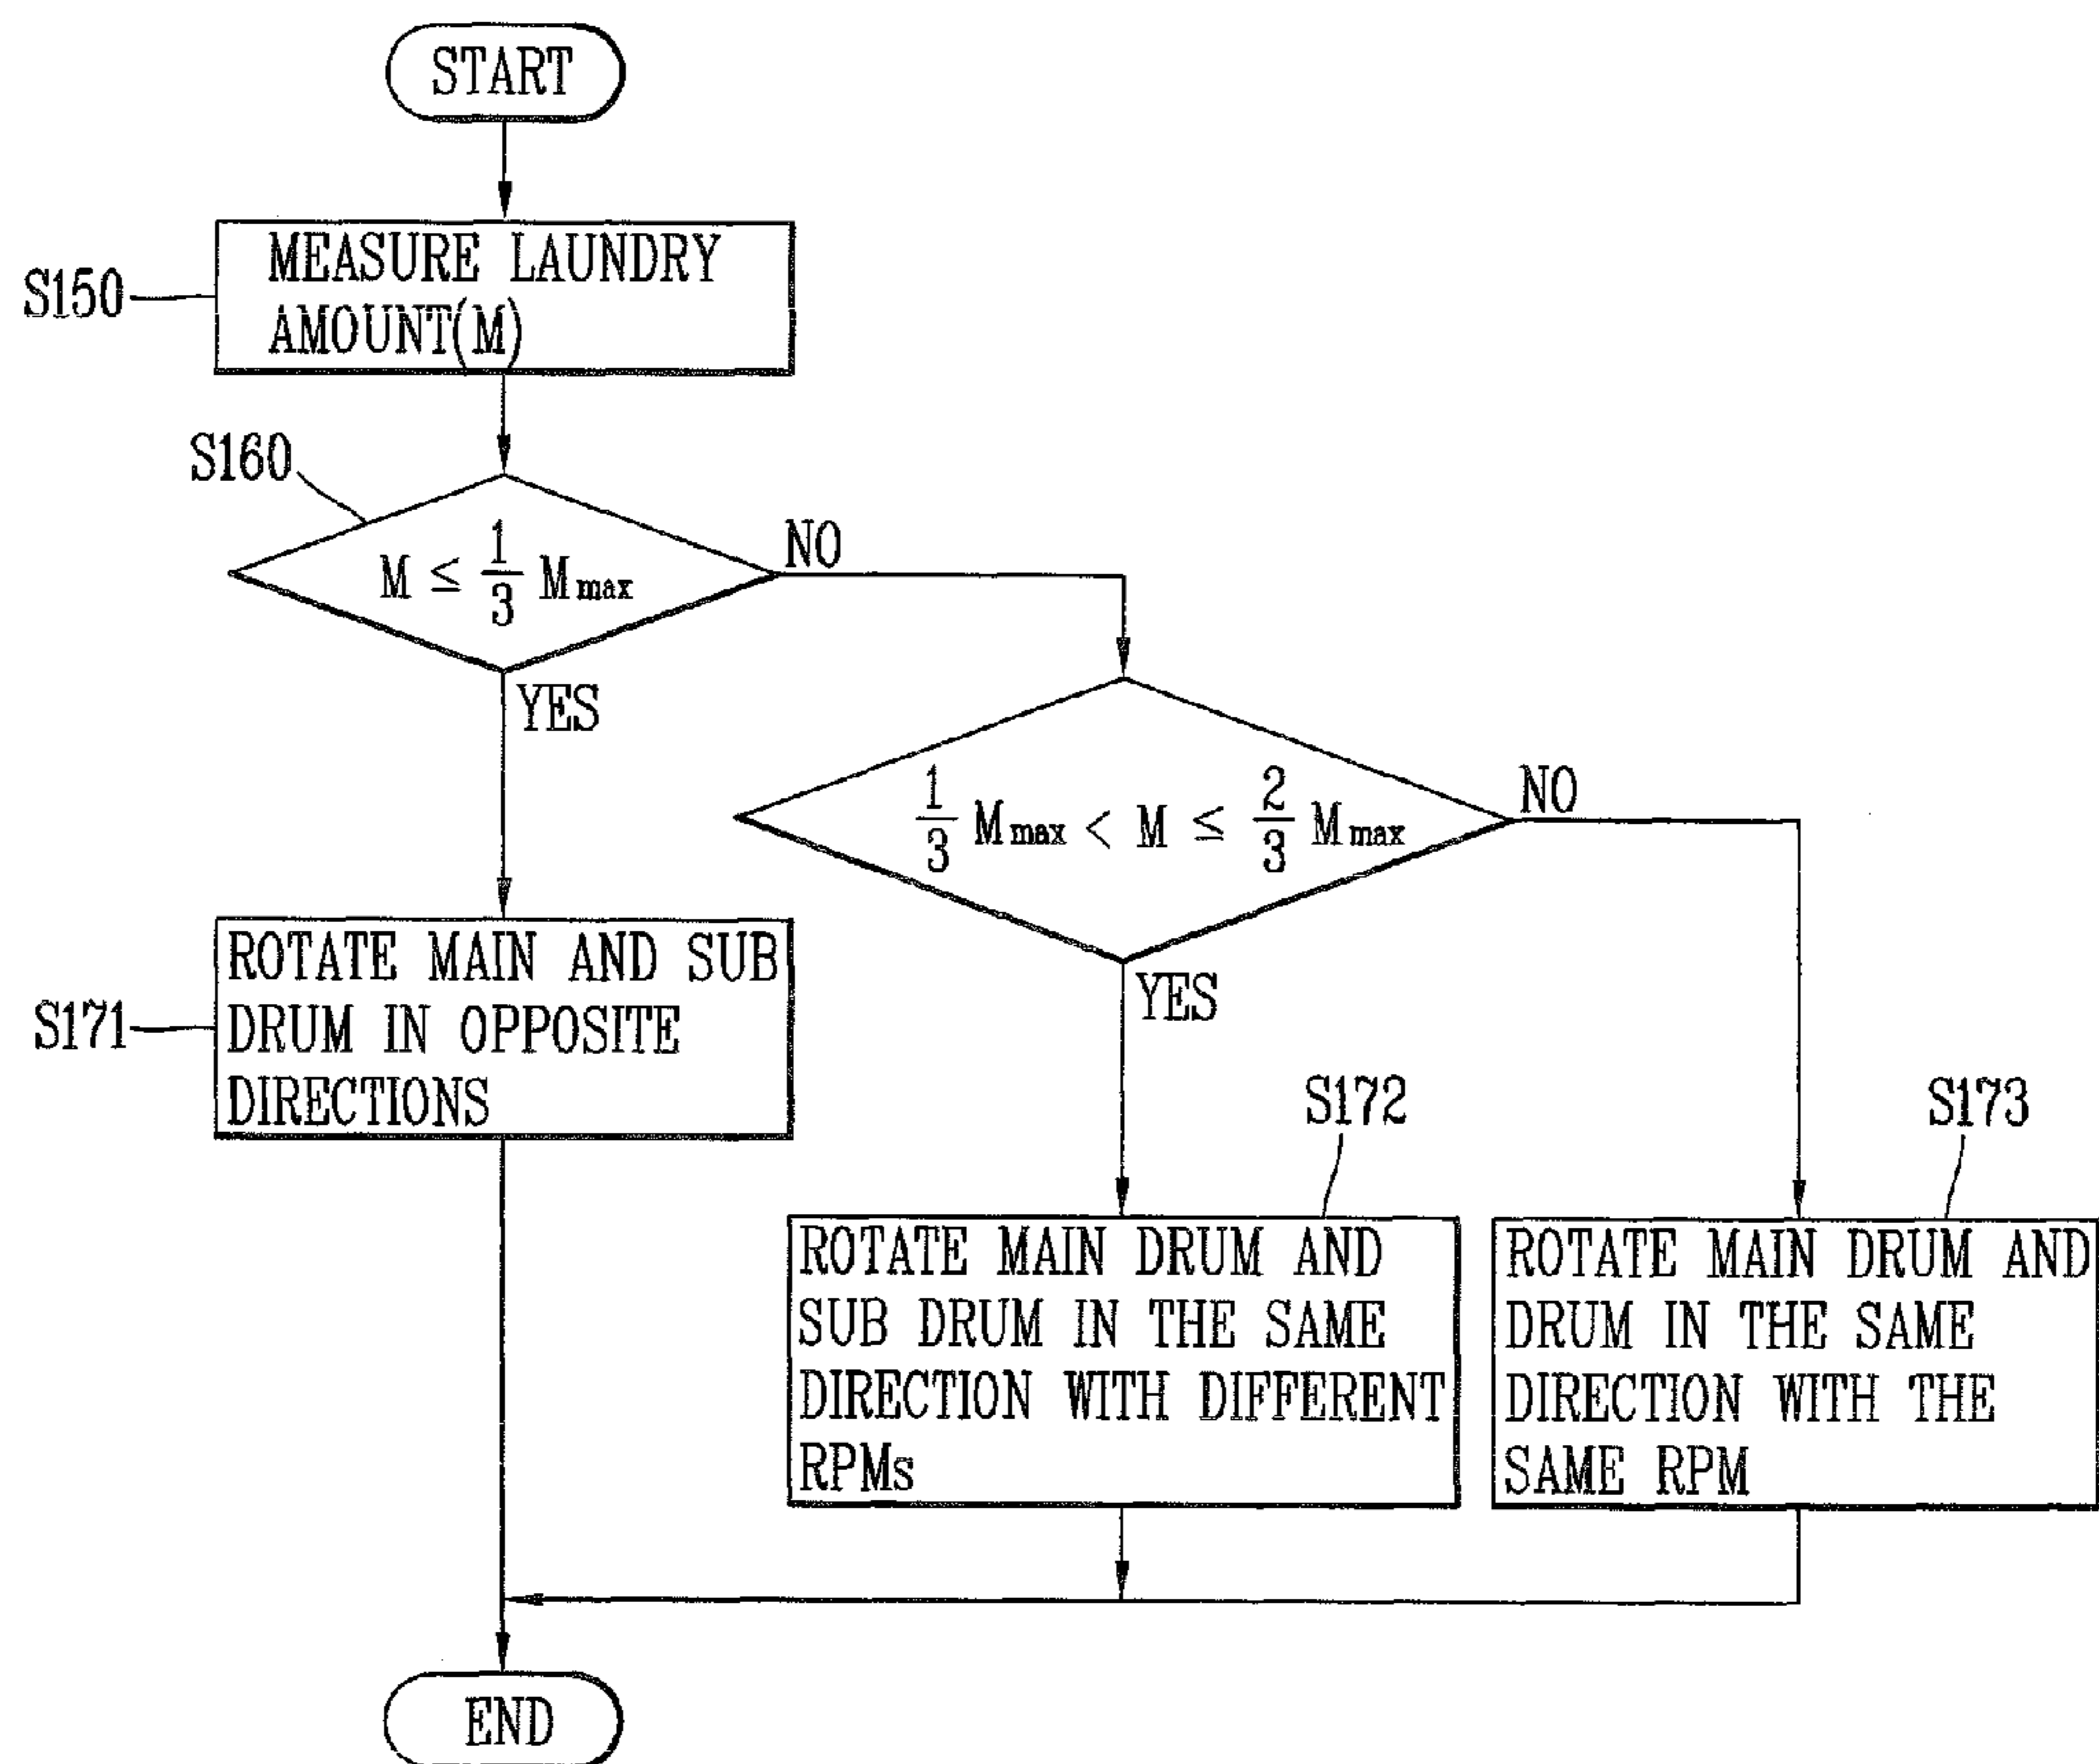 START
S150
MEASURE LAUNDRY
AMOUNT(M)
S160
M ≤ 1/3 Mmax
NO
YES
1/3 Mmax < M ≤ 2/3 Mmax
NO
YES
S171
ROTATE MAIN AND SUB
DRUM IN OPPOSITE
DIRECTIONS
S172
ROTATE MAIN DRUM AND
SUB DRUM IN THE SAME
DIRECTION WITH DIFFERENT
RPMs
S173
ROTATE MAIN DRUM AND
DRUM IN THE SAME
DIRECTION WITH THE
SAME RPM
END